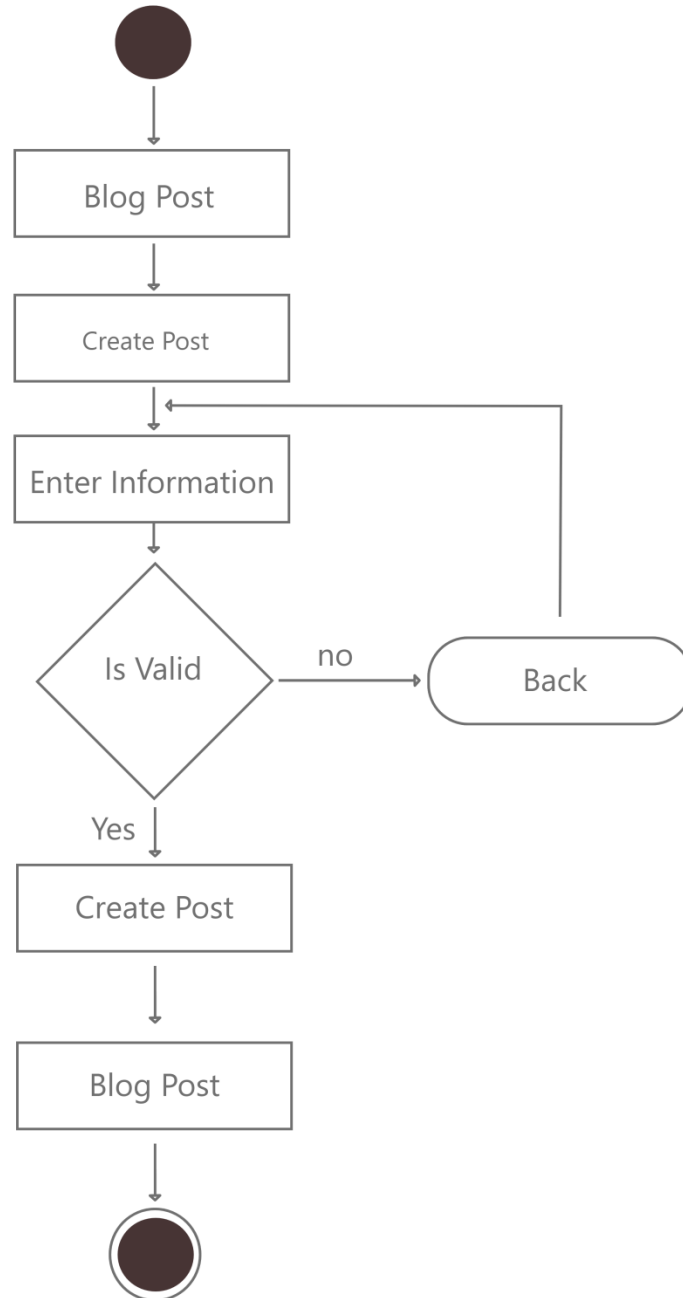 Blog Post
Create Post
Enter Information
Is Valid
no
Back
Yes
Create Post
Blog Post